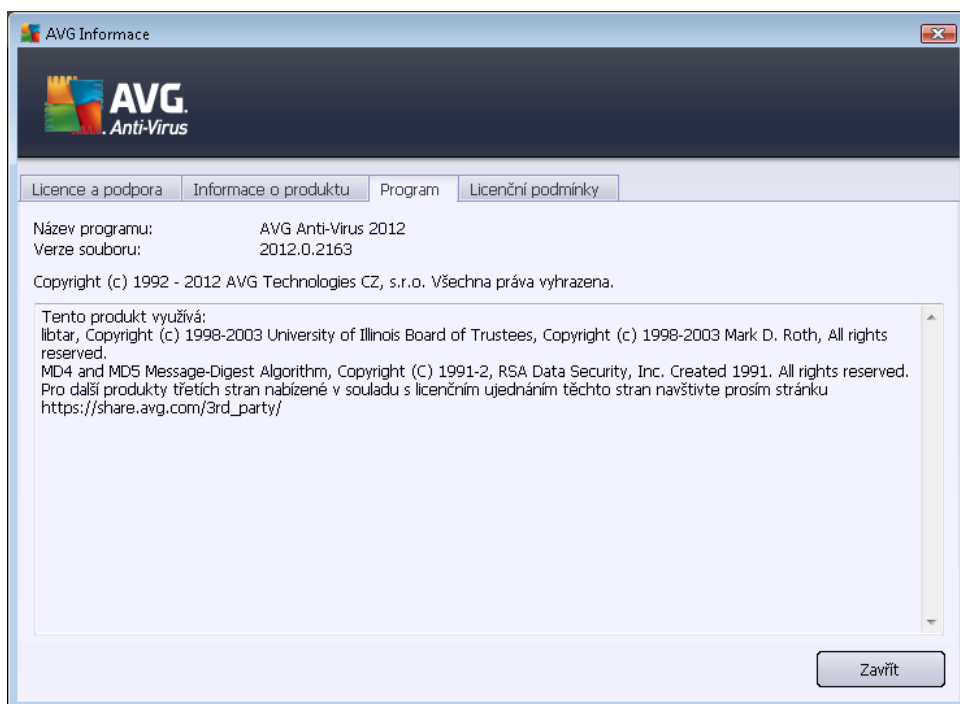 AVG Informace
AVG.
Anti-Virus
Licence a podpora Informace o produktu Program Licenční podmínky
Název programu: AVG Anti-Virus 2012
Verze souboru: 2012.0.2163
Copyright (c) 1992 - 2012 AVG Technologies CZ, s.r.o. Všechna práva vyhrazena.
Tento produkt využívá:
libtar, Copyright (c) 1998-2003 University of Illinois Board of Trustees, Copyright (c) 1998-2003 Mark D. Roth, All rights
reserved.
MD4 and MD5 Message-Digest Algorithm, Copyright (C) 1991-2, RSA Data Security, Inc. Created 1991. All rights reserved.
Pro další produkty třetích stran nabízené v souladu s licenčním ujednáním těchto stran navštivte prosím stránku
https://share.avg.com/3rd_party/
Zavřít